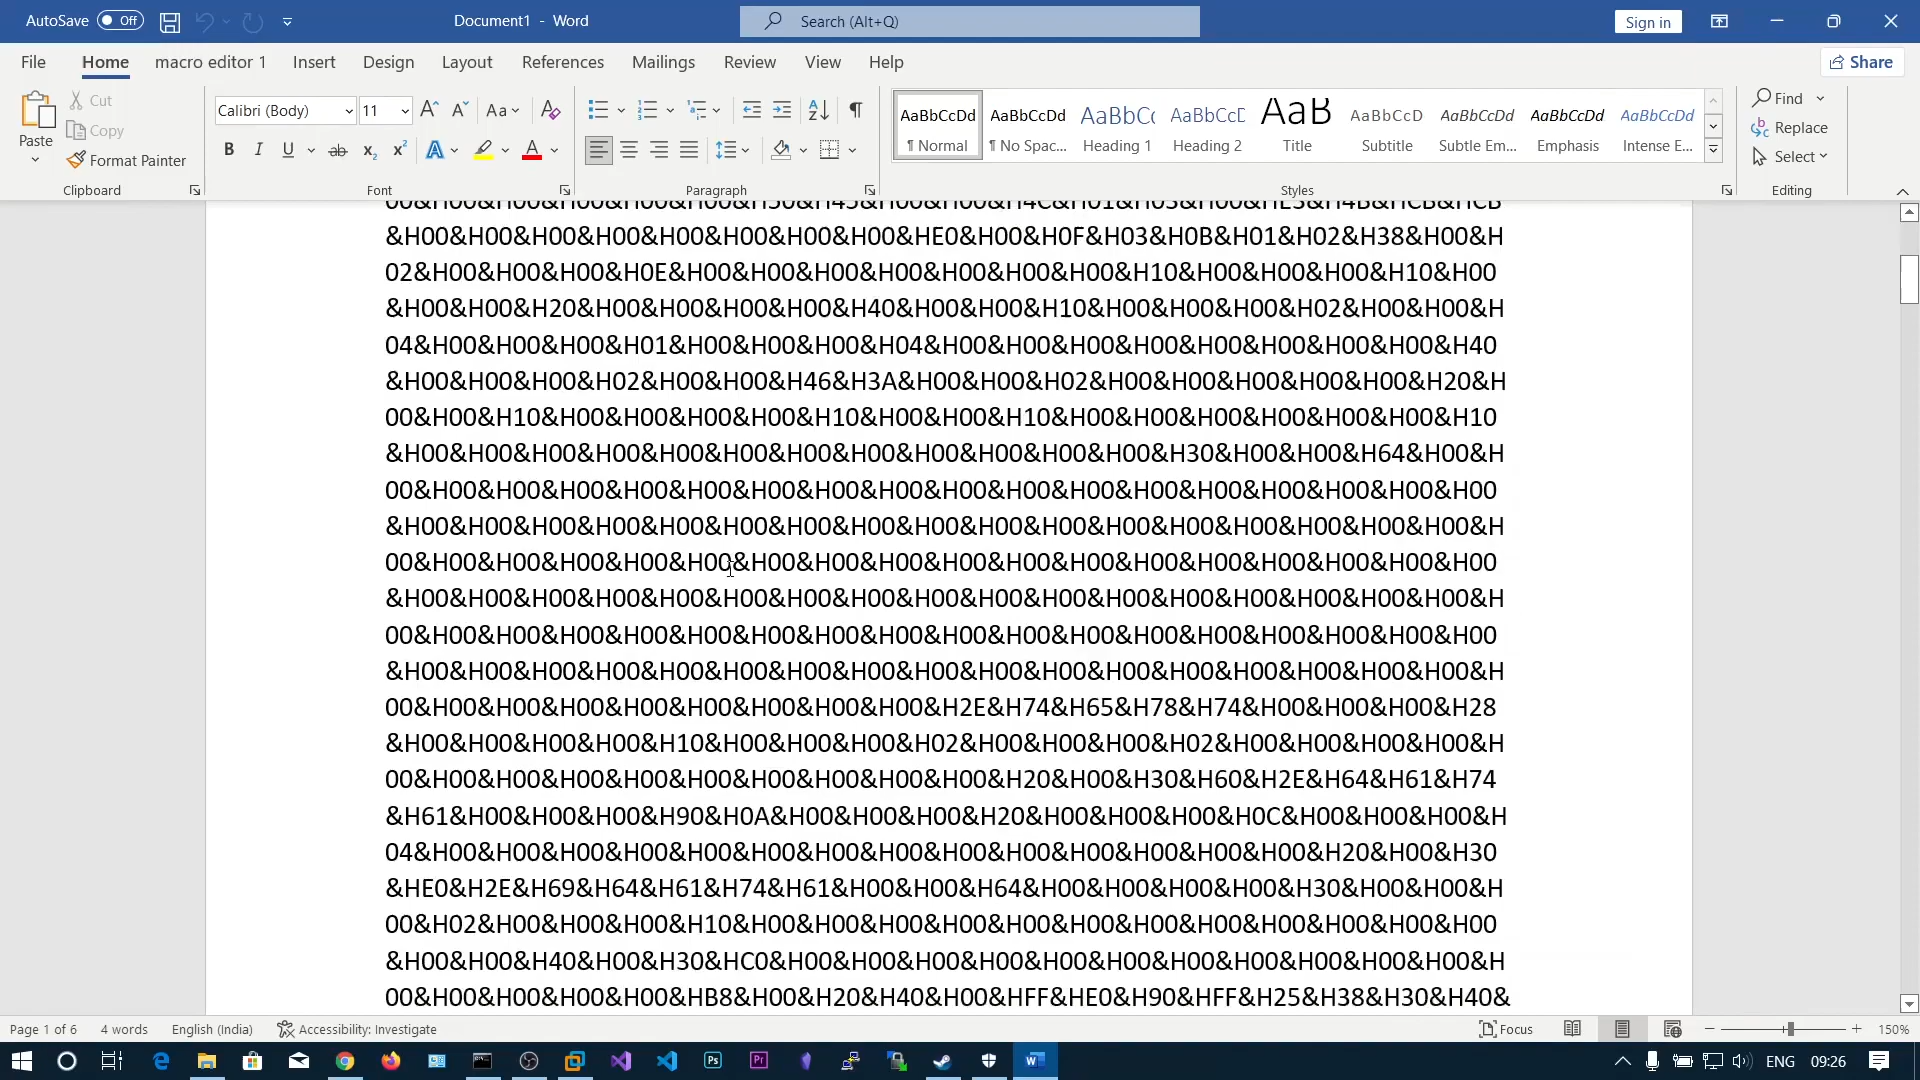 AutoSave Off Document1 - Word Search (Alt+Q) Sign in
File Home macro editor 1 Insert Design Layout References Mailings Review View Help Share
Paste Cut Copy Format Painter
Calibri (Body) 11 Aa
AaBbCcDd AaBbCcDd AaBbC AaBbCcD AaB AaBbCcD AaBbCcDd AaBbCcDd AaBbCcDd
¶ Normal ¶ No Spac... Heading 1 Heading 2 Title Subtitle Subtle Em... Emphasis Intense E...
Find Replace Select
Clipboard Font Paragraph Styles Editing
00&H00&H00&H00&H00&H00&H50&H45&H00&H00&H4C&H01&H03&H00&HE3&H4B&HCB&HCB
&H00&H00&H00&H00&H00&H00&H00&H00&HE0&H00&H0F&H03&H0B&H01&H02&H38&H00&H
02&H00&H00&H00&H0E&H00&H00&H00&H00&H00&H00&H00&H10&H00&H00&H00&H10&H00
&H00&H00&H20&H00&H00&H00&H00&H40&H00&H00&H10&H00&H00&H00&H02&H00&H00&H
04&H00&H00&H00&H01&H00&H00&H00&H04&H00&H00&H00&H00&H00&H00&H00&H00&H40
&H00&H00&H00&H02&H00&H00&H46&H3A&H00&H00&H02&H00&H00&H00&H00&H00&H20&H
00&H00&H10&H00&H00&H00&H00&H10&H00&H00&H10&H00&H00&H00&H00&H00&H00&H10
&H00&H00&H00&H00&H00&H00&H00&H00&H00&H00&H00&H00&H30&H00&H00&H64&H00&H
00&H00&H00&H00&H00&H00&H00&H00&H00&H00&H00&H00&H00&H00&H00&H00&H00&H00
&H00&H00&H00&H00&H00&H00&H00&H00&H00&H00&H00&H00&H00&H00&H00&H00&H00&H
00&H00&H00&H00&H00&H00&H00&H00&H00&H00&H00&H00&H00&H00&H00&H00&H00&H00
&H00&H00&H00&H00&H00&H00&H00&H00&H00&H00&H00&H00&H00&H00&H00&H00&H00&H
00&H00&H00&H00&H00&H00&H00&H00&H00&H00&H00&H00&H00&H00&H00&H00&H00&H00
&H00&H00&H00&H00&H00&H00&H00&H00&H00&H00&H00&H00&H00&H00&H00&H00&H00&H
00&H00&H00&H00&H00&H00&H00&H00&H00&H2E&H74&H65&H78&H74&H00&H00&H00&H28
&H00&H00&H00&H00&H10&H00&H00&H00&H02&H00&H00&H00&H02&H00&H00&H00&H00&H
00&H00&H00&H00&H00&H00&H00&H00&H00&H00&H20&H00&H30&H60&H2E&H64&H61&H74
&H61&H00&H00&H00&H90&H0A&H00&H00&H00&H20&H00&H00&H00&H0C&H00&H00&H00&H
04&H00&H00&H00&H00&H00&H00&H00&H00&H00&H00&H00&H00&H00&H00&H20&H00&H30
&HE0&H2E&H69&H64&H61&H74&H61&H00&H00&H64&H00&H00&H00&H00&H30&H00&H00&H
00&H02&H00&H00&H00&H10&H00&H00&H00&H00&H00&H00&H00&H00&H00&H00&H00&H00
&H00&H00&H40&H00&H30&HC0&H00&H00&H00&H00&H00&H00&H00&H00&H00&H00&H00&H
00&H00&H00&H00&H00&HB8&H00&H20&H40&H00&HFF&HE0&H90&HFF&H25&H38&H30&H40&
Page 1 of 6 4 words English (India) Accessibility: Investigate Focus 150%
ENG 09:26